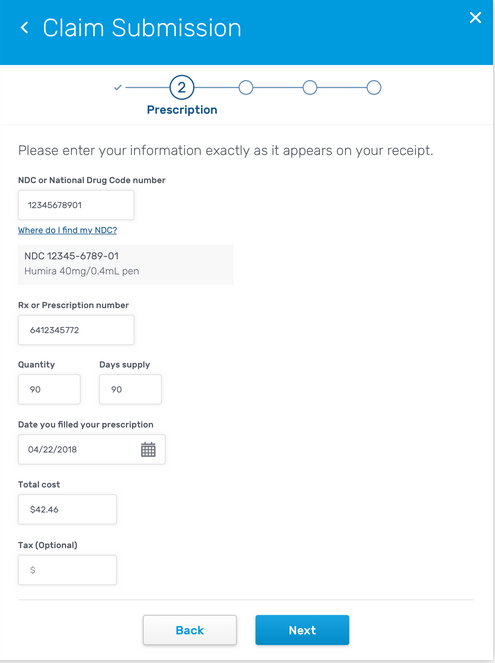 Claim Submission
2
Prescription
Please enter your information exactly as it appears on your receipt.
NDC or National Drug Code number
12345678901
Where do I find my NDC?
NDC 12345-6789-01
Humira 40mg/0.4mL pen
Rx or Prescription number
6412345772
Quantity Days supply
90 90
Date you filled your prescription
04/22/2018
Total cost
$42.46
Tax (Optional)
$
Back Next